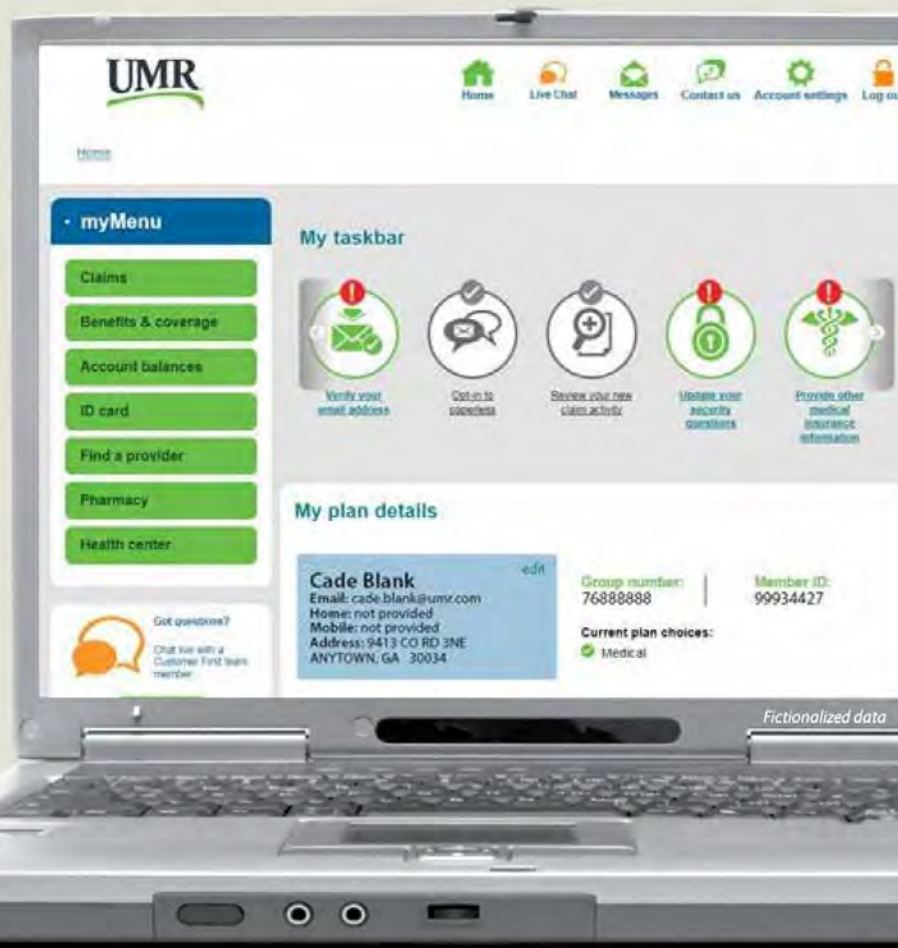 UMR
Home
Live Chat
Messages
Contact us
Account settings
Log ou
Home
myMenu
Claims
Benefits & coverage
Account balances
ID card
Find a provider
Pharmacy
Health center
Got questions?
Chat live with a
Customer First team
member
My taskbar
Verify your
email address
Opt-in to
paperless
Review your new
claim activity
Update your
security
questions
Provide other
medical
insurance
information
My plan details
edit
Cade Blank
Email: cade.blank@umr.com
Home: not provided
Mobile: not provided
Address: 9413 CO RD 3NE
ANYTOWN, GA 30034
Group number:
76888888
Member ID:
99934427
Current plan choices:
Medical
Fictionalized data